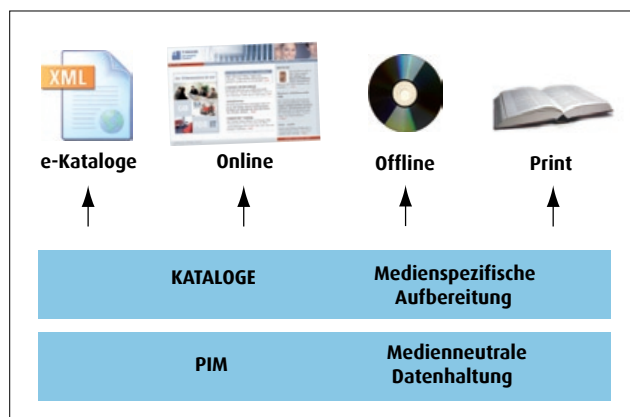 XML
e-Kataloge
Online
Offline
Print
KATALOGE
Medienspezifische
Aufbereitung
PIM
Medienneutrale
Datenhaltung